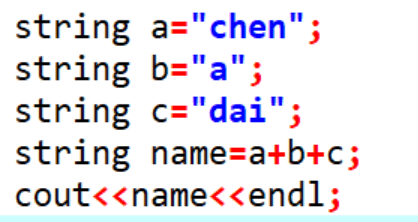 string a="chen";
string b="a";
string c="dai";
string name=a+b+c;
cout<<name<<endl;